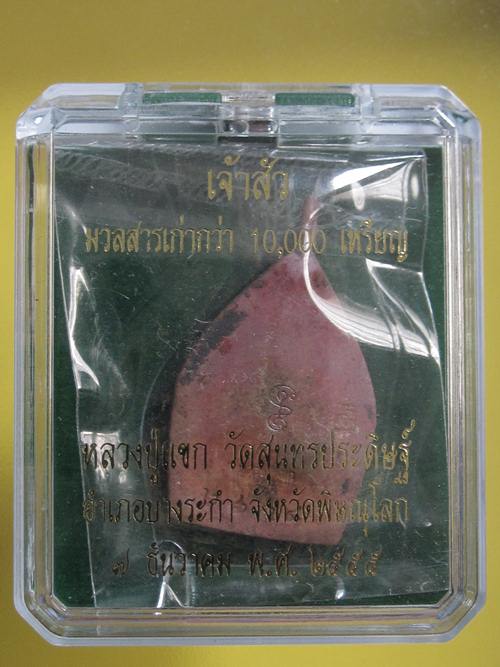 เจ้าสัว
มวลสารเก่ากว่า 10,000 เหรียญ
หลวงปู่แขก วัดสุนทรประดิษฐ์
อำเภอบางระกำ จังหวัดพิษณุโลก
๗ ธันวาคม พ.ศ. ๒๕๕๕